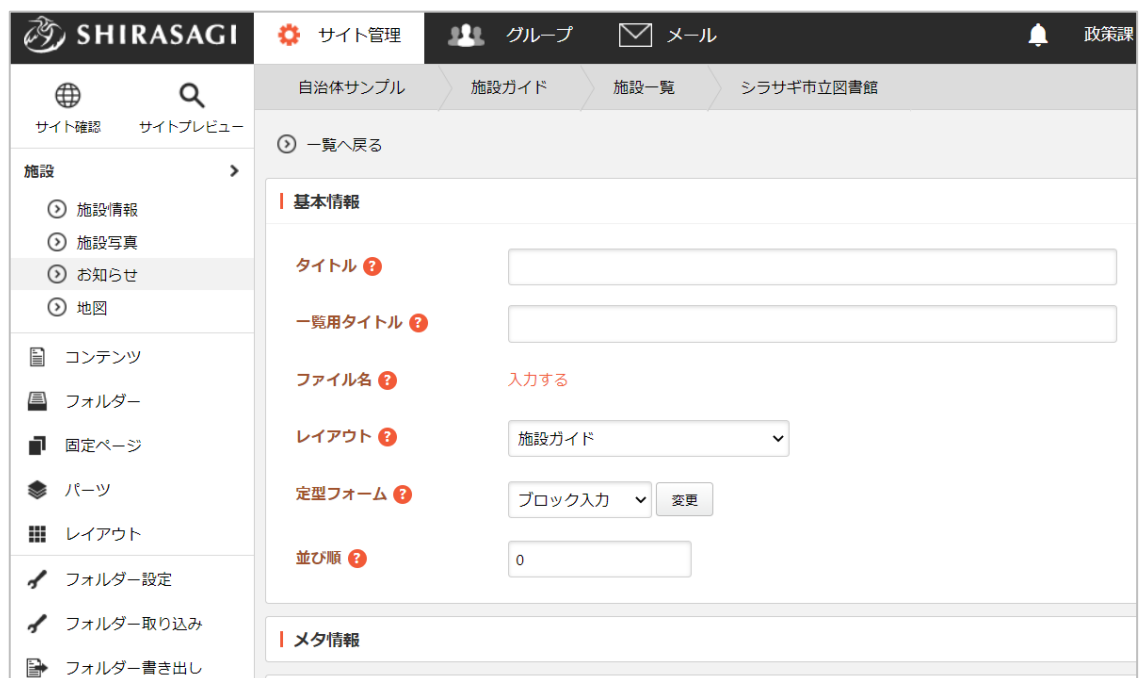 SHIRASAGI
サイト管理
グループ
メール
政策課
サイト確認
サイトプレビュー
自治体サンプル
施設ガイド
施設一覧
シラサギ市立図書館
一覧へ戻る
施設
施設情報
施設写真
お知らせ
地図
コンテンツ
フォルダー
固定ページ
パーツ
レイアウト
フォルダー設定
フォルダー取り込み
フォルダー書き出し
基本情報
タイトル ?
一覧用タイトル ?
ファイル名 ? 入力する
レイアウト ? 施設ガイド
定型フォーム ? ブロック入力 変更
並び順 ? 0
メタ情報